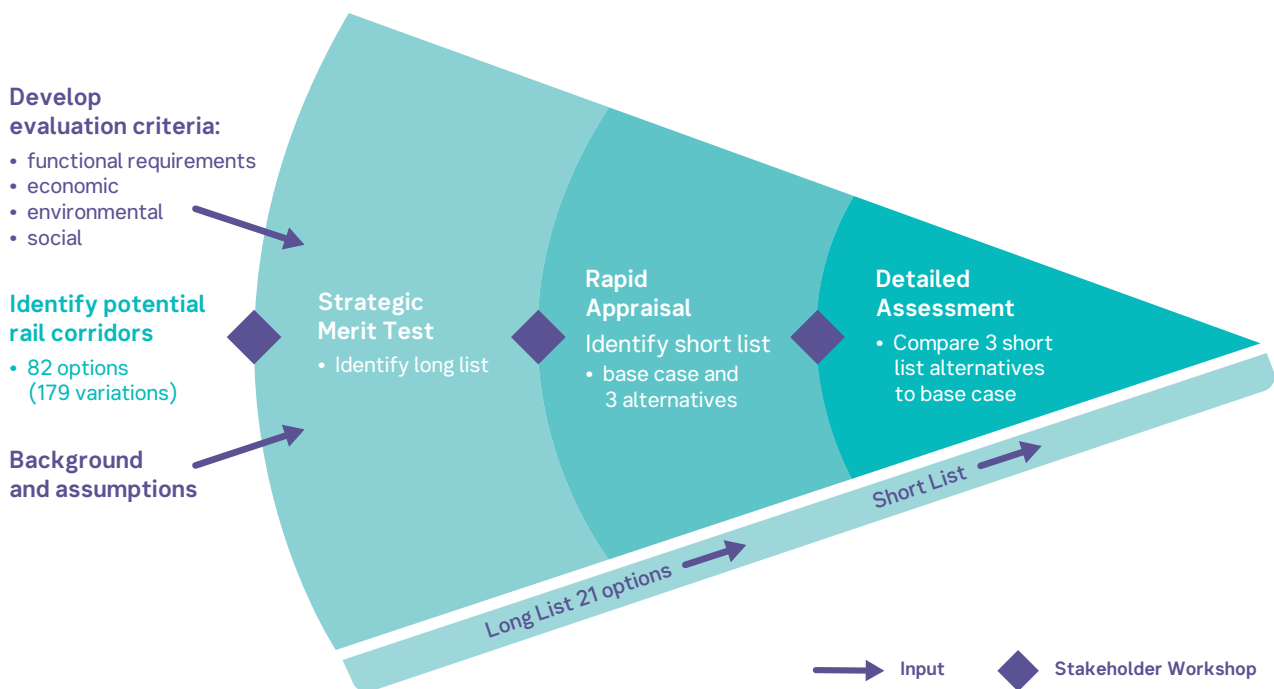 Develop
evaluation criteria:
• functional requirements
• economic
• environmental
• social
Identify potential
rail corridors
• 82 options
(179 variations)
Background
and assumptions
Strategic
Merit Test
• Identify long list
Rapid
Appraisal
Identify short list
• base case and
3 alternatives
Detailed
Assessment
• Compare 3 short
list alternatives
to base case
Long List 21 options
Short List
Input
Stakeholder Workshop